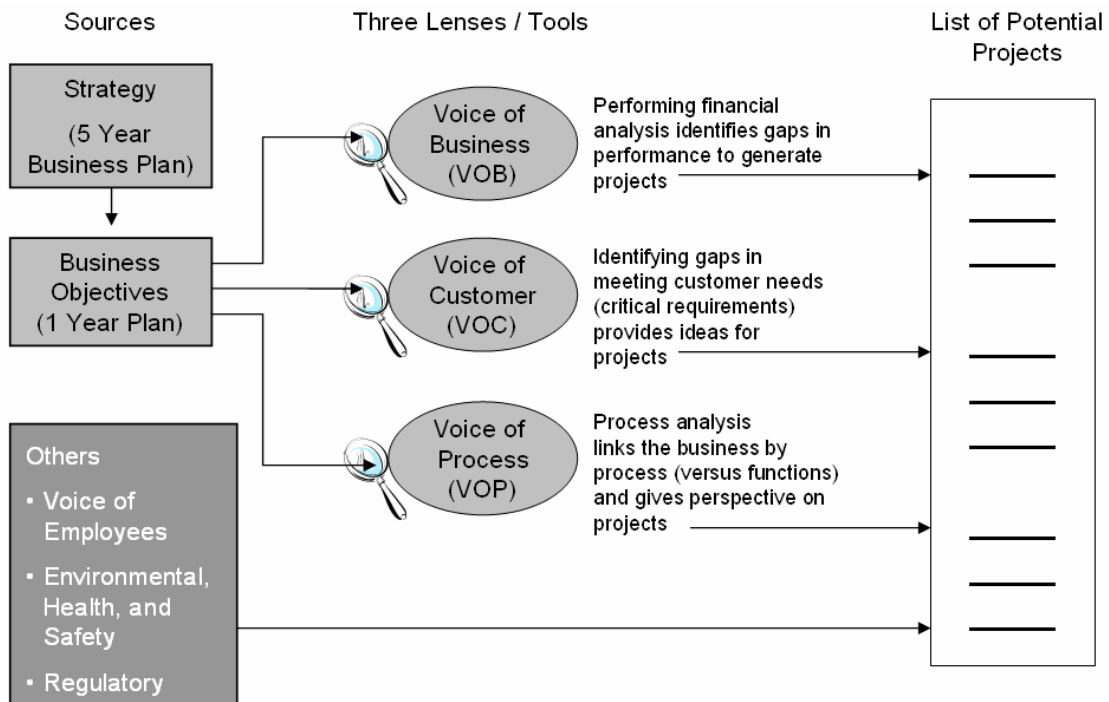 Sources
Three Lenses / Tools
List of Potential
Projects
Strategy
(5 Year
Business Plan)
Business
Objectives
(1 Year Plan)
Others
• Voice of
Employees
• Environmental,
Health, and
Safety
• Regulatory
Voice of
Business
(VOB)
Performing financial
analysis identifies gaps in
performance to generate
projects
Voice of
Customer
(VOC)
Identifying gaps in
meeting customer needs
(critical requirements)
provides ideas for
projects
Voice of
Process
(VOP)
Process analysis
links the business by
process (versus functions)
and gives perspective on
projects